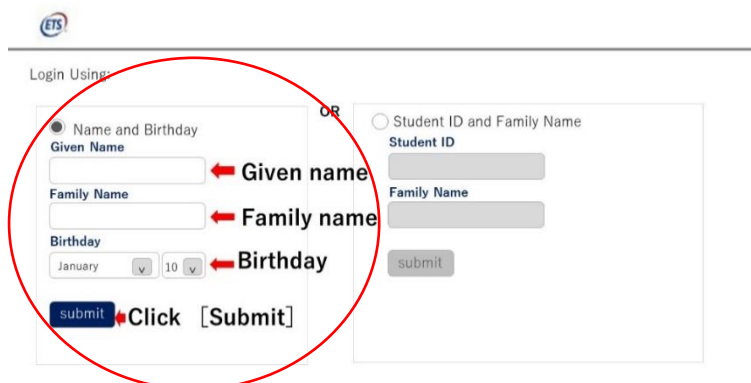 ETS
Login Using:
OR
Name and Birthday
Given Name
Given name
Family Name
Family name
Birthday
January 10
Birthday
submit
Click [Submit]
Student ID and Family Name
Student ID
Family Name
submit